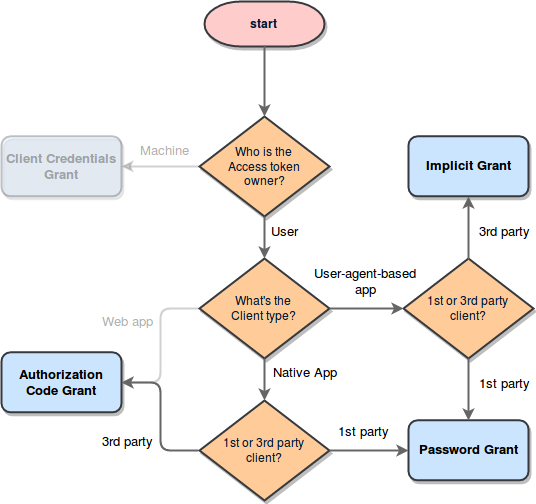 start
Machine
Client Credentials
Grant
Who is the
Access token
owner?
Implicit Grant
User
3rd party
User-agent-based
app
What's the
Client type?
1st or 3rd party
client?
Web app
Authorization
Code Grant
Native App
1st party
3rd party
1st or 3rd party
client?
1st party
Password Grant